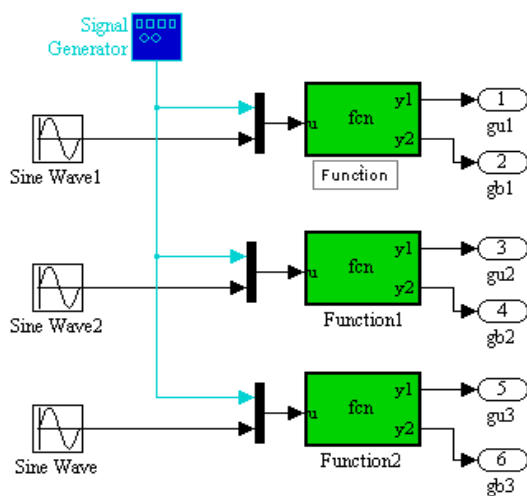 Signal
Generator
Sine Wave1
u
fcn
y1
y2
Function
1
gu1
2
gb1
Sine Wave2
u
fcn
y1
y2
Function1
3
gu2
4
gb2
Sine Wave
u
fcn
y1
y2
Function2
5
gu3
6
gb3